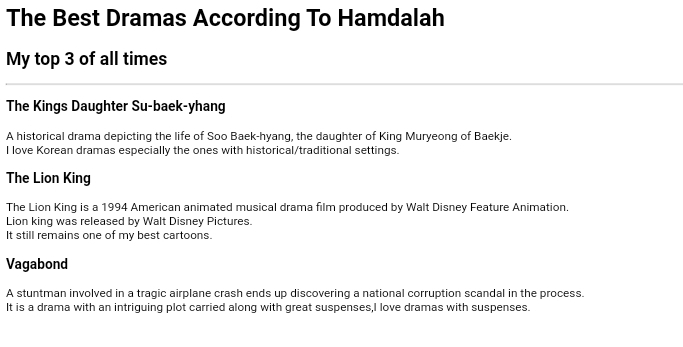 The Best Dramas According To Hamdalah
My top 3 of all times
The Kings Daughter Su-baek-yhang
A historical drama depicting the life of Soo Baek-hyang, the daughter of King Muryeong of Baekje.
I love Korean dramas especially the ones with historical/traditional settings.
The Lion King
The Lion King is a 1994 American animated musical drama film produced by Walt Disney Feature Animation.
Lion king was released by Walt Disney Pictures.
It still remains one of my best cartoons.
Vagabond
A stuntman involved in a tragic airplane crash ends up discovering a national corruption scandal in the process.
It is a drama with an intriguing plot carried along with great suspenses,I love dramas with suspenses.